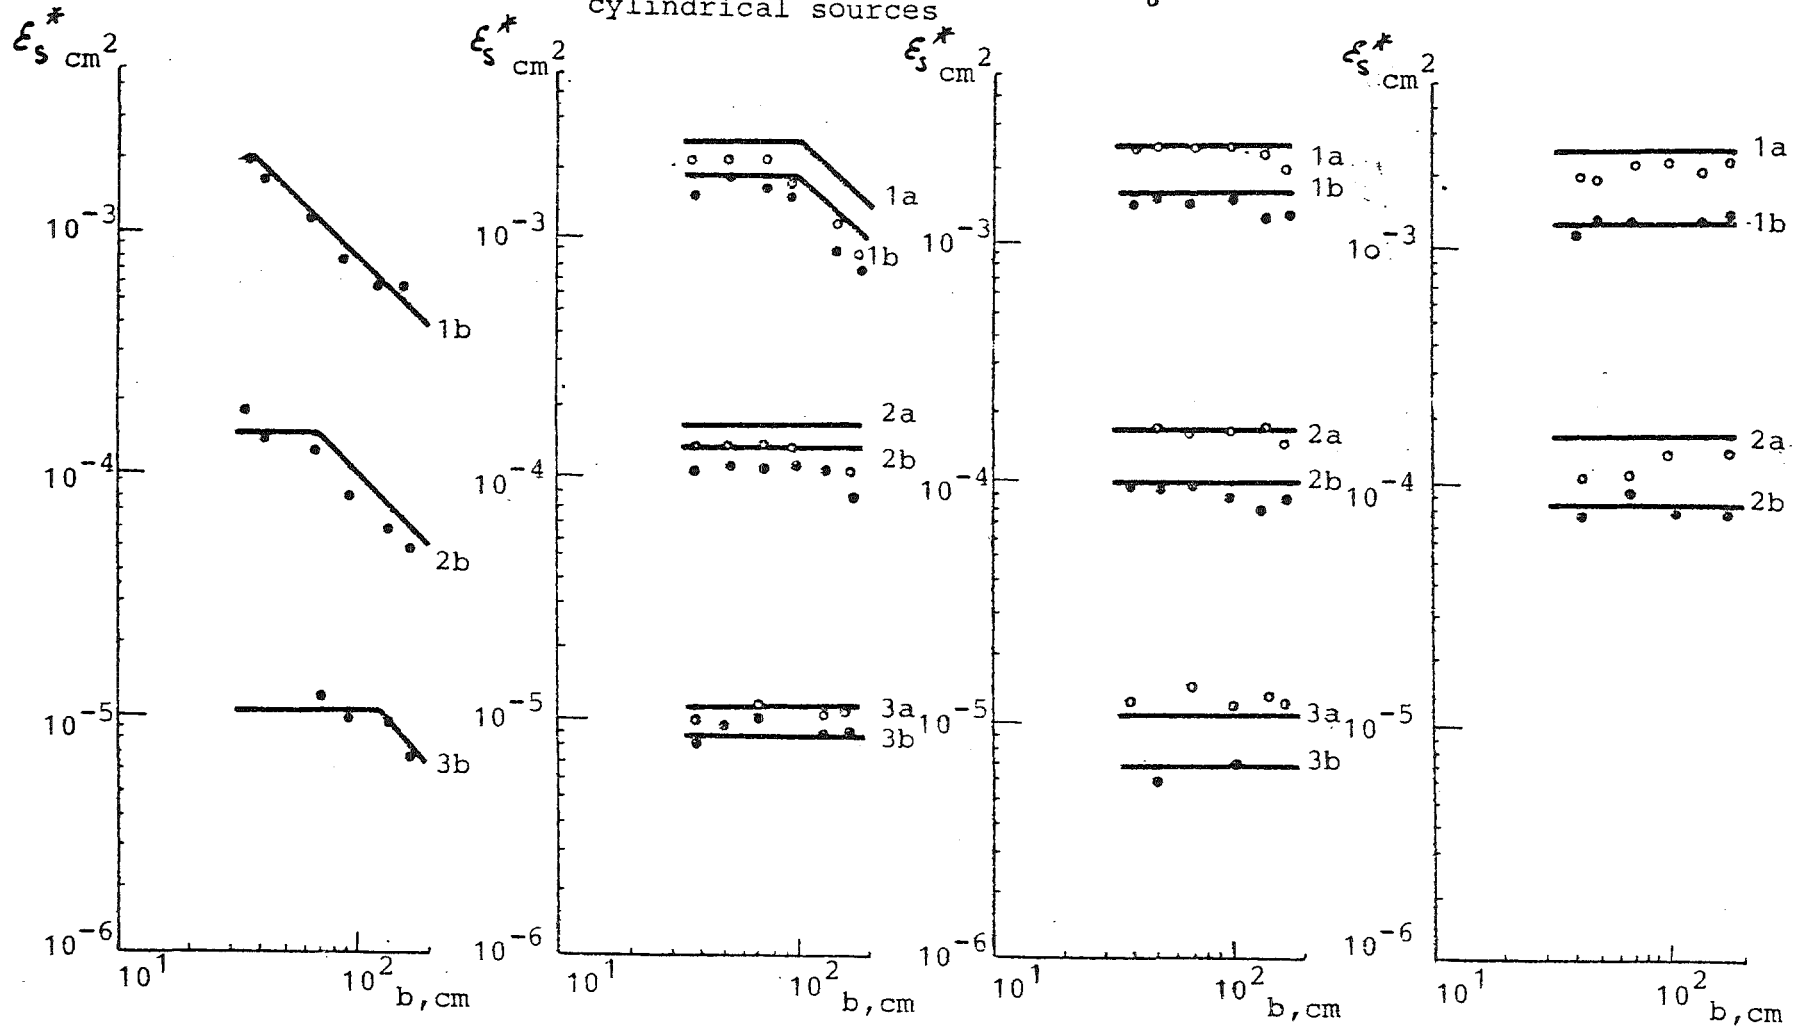 cylindrical sources
εs* cm2
10-3
10-4
10-5
10-6
1b
2b
3b
101
102
b,cm
εs* cm2
10-3
10-4
10-5
10-6
1a
1b
2a
2b
3a
3b
101
102
b,cm
εs* cm2
10-3
10-4
10-5
10-6
1a
1b
2a
2b
3a
3b
101
102
b,cm
εs* cm2
10-3
10-4
10-5
10-6
1a
1b
2a
2b
101
102
b,cm